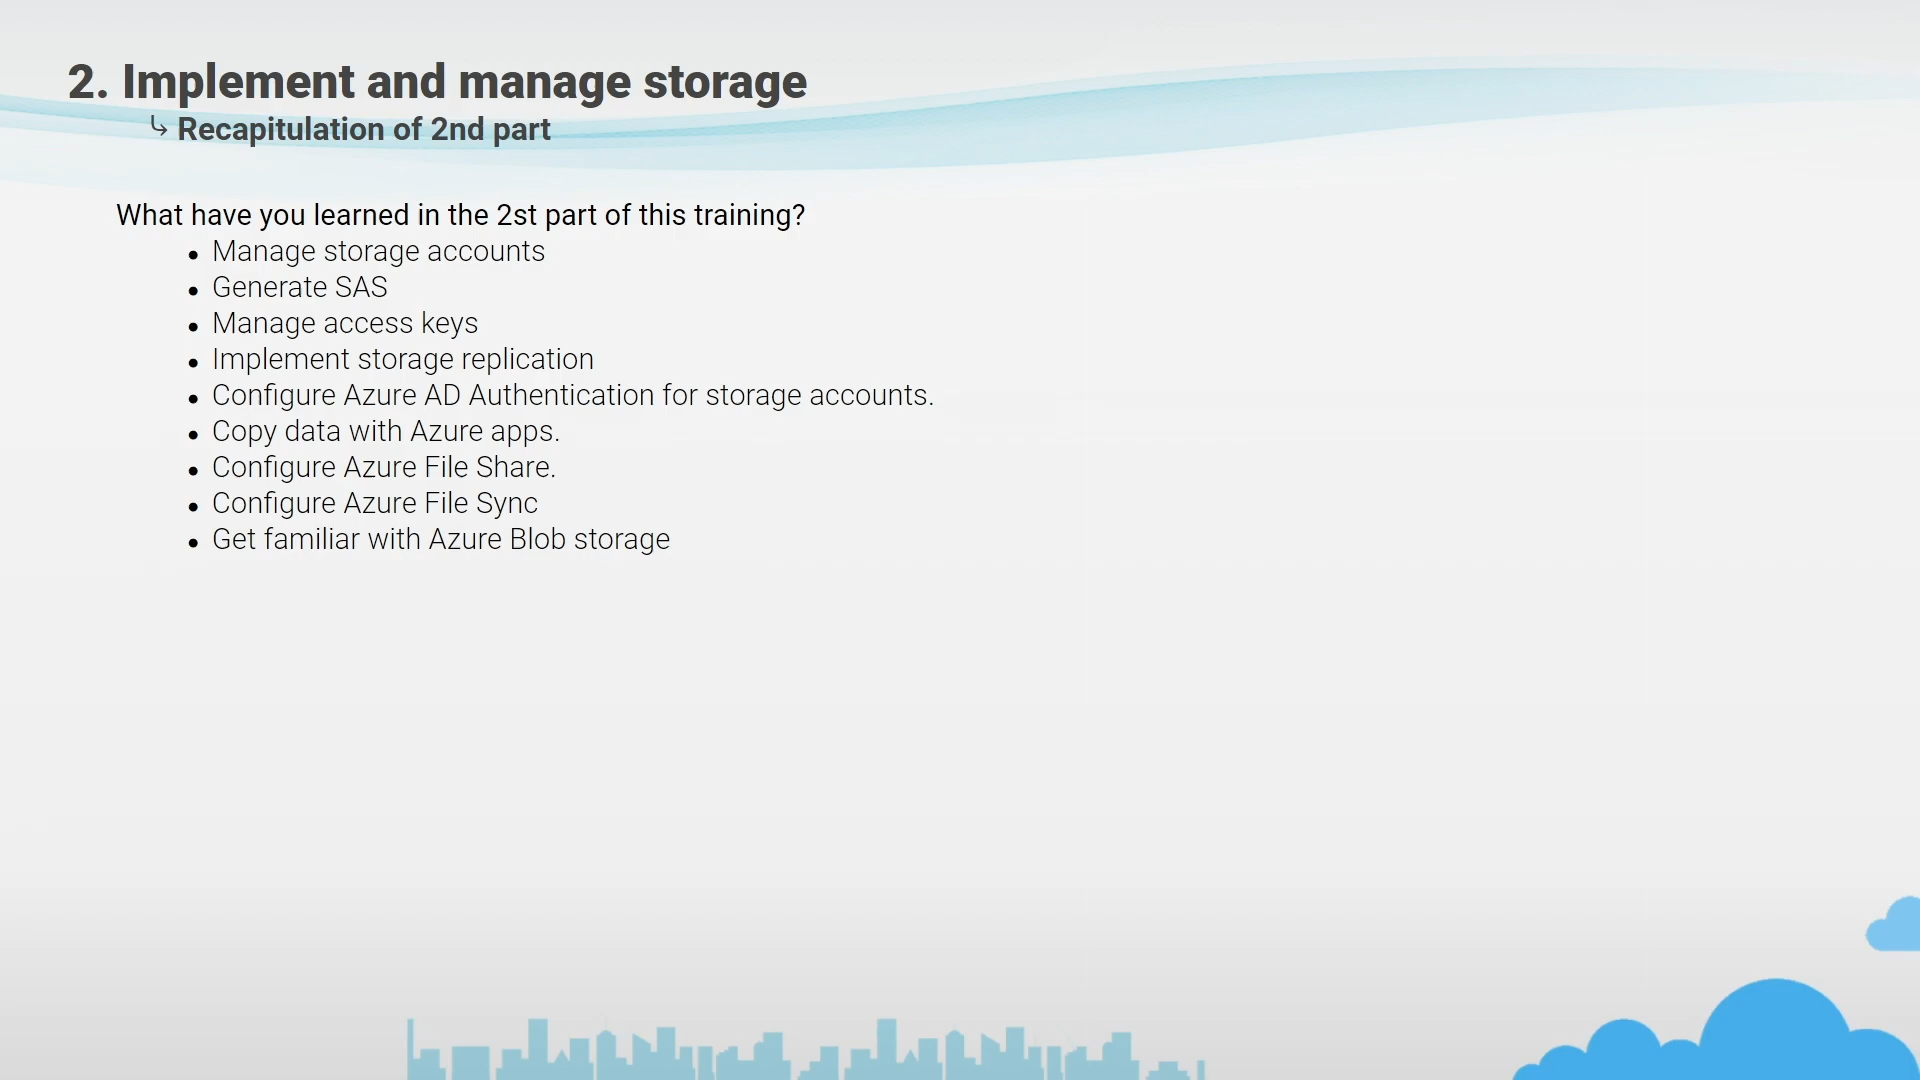 2. Implement and manage storage
↳ Recapitulation of 2nd part
What have you learned in the 2st part of this training?
● Manage storage accounts
● Generate SAS
● Manage access keys
● Implement storage replication
● Configure Azure AD Authentication for storage accounts.
● Copy data with Azure apps.
● Configure Azure File Share.
● Configure Azure File Sync
● Get familiar with Azure Blob storage